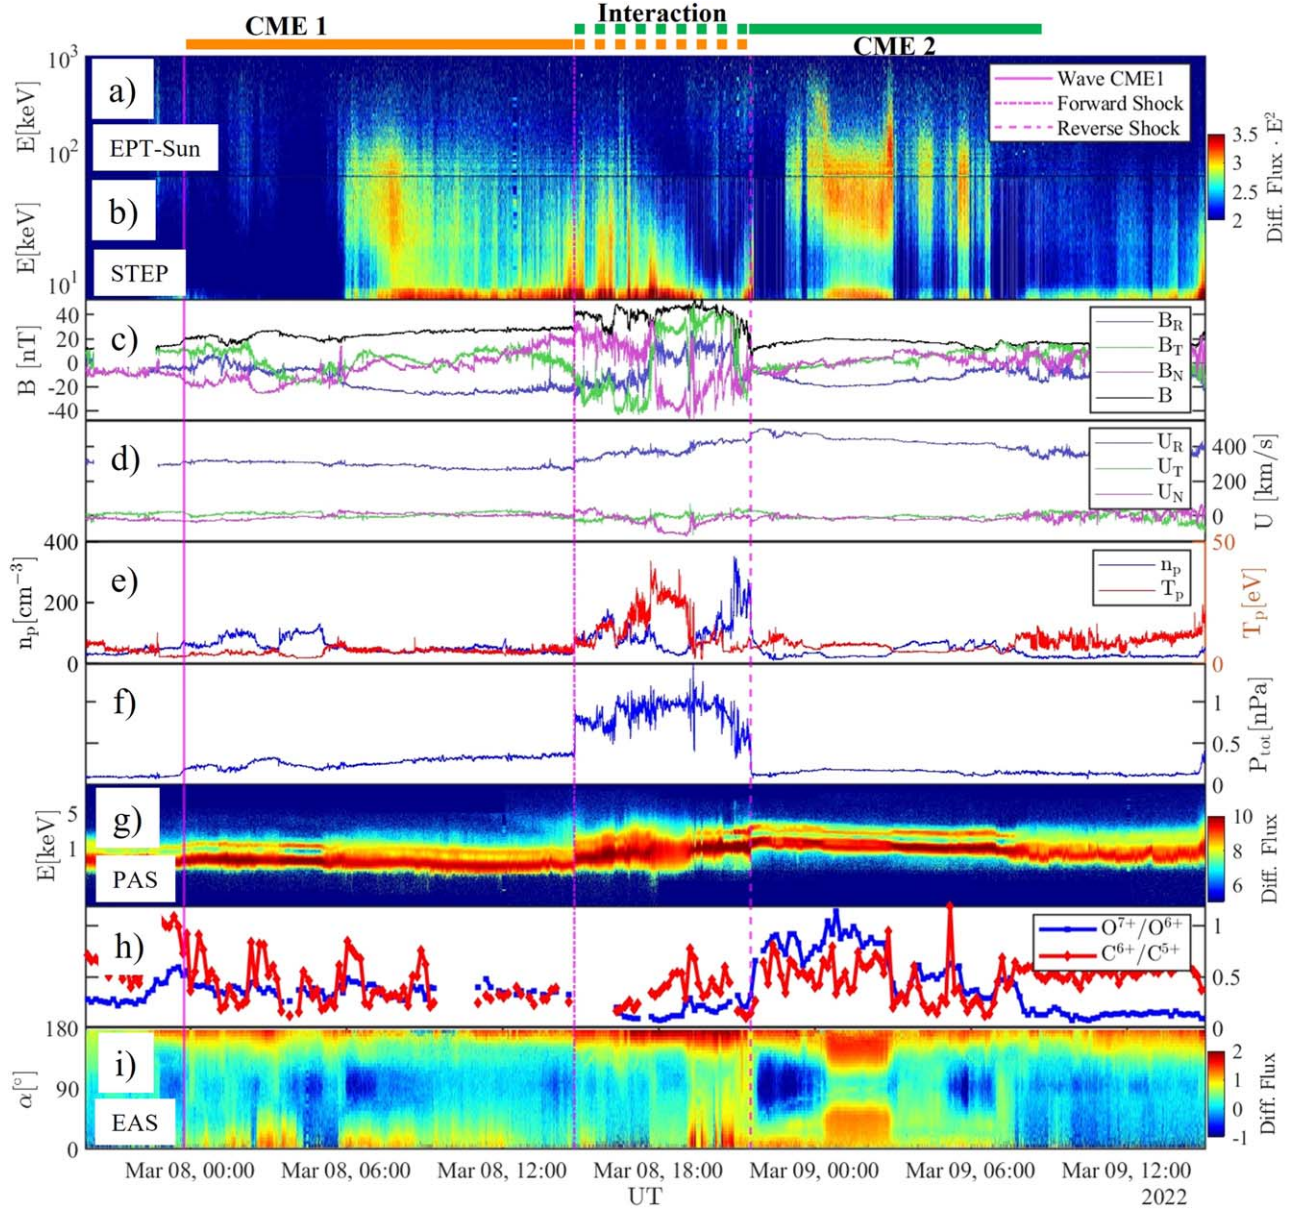 Interaction
CME 1
CME 2
10³
a)
EPT-Sun
E[keV]
10²
Wave CME1
Forward Shock
Reverse Shock
3.5
3
2.5
2
Diff. Flux · E²
b)
STEP
E[keV]
10¹
c)
B [nT]
40
20
0
-20
-40
B_R
B_T
B_N
B
d)
U_R
U_T
U_N
400
200
0
U [km/s]
e)
n_p[cm⁻³]
400
200
0
n_p
T_p
50
0
T_p[eV]
f)
1
0.5
0
P_tot[nPa]
g)
PAS
E[keV]
5
1
10
8
6
Diff. Flux
h)
O⁷⁺/O⁶⁺
C⁶⁺/C⁵⁺
1
0.5
0
i)
EAS
α[°]
180
90
0
2
1
0
-1
Diff. Flux
Mar 08, 00:00 Mar 08, 06:00 Mar 08, 12:00 Mar 08, 18:00 Mar 09, 00:00 Mar 09, 06:00 Mar 09, 12:00
UT
2022